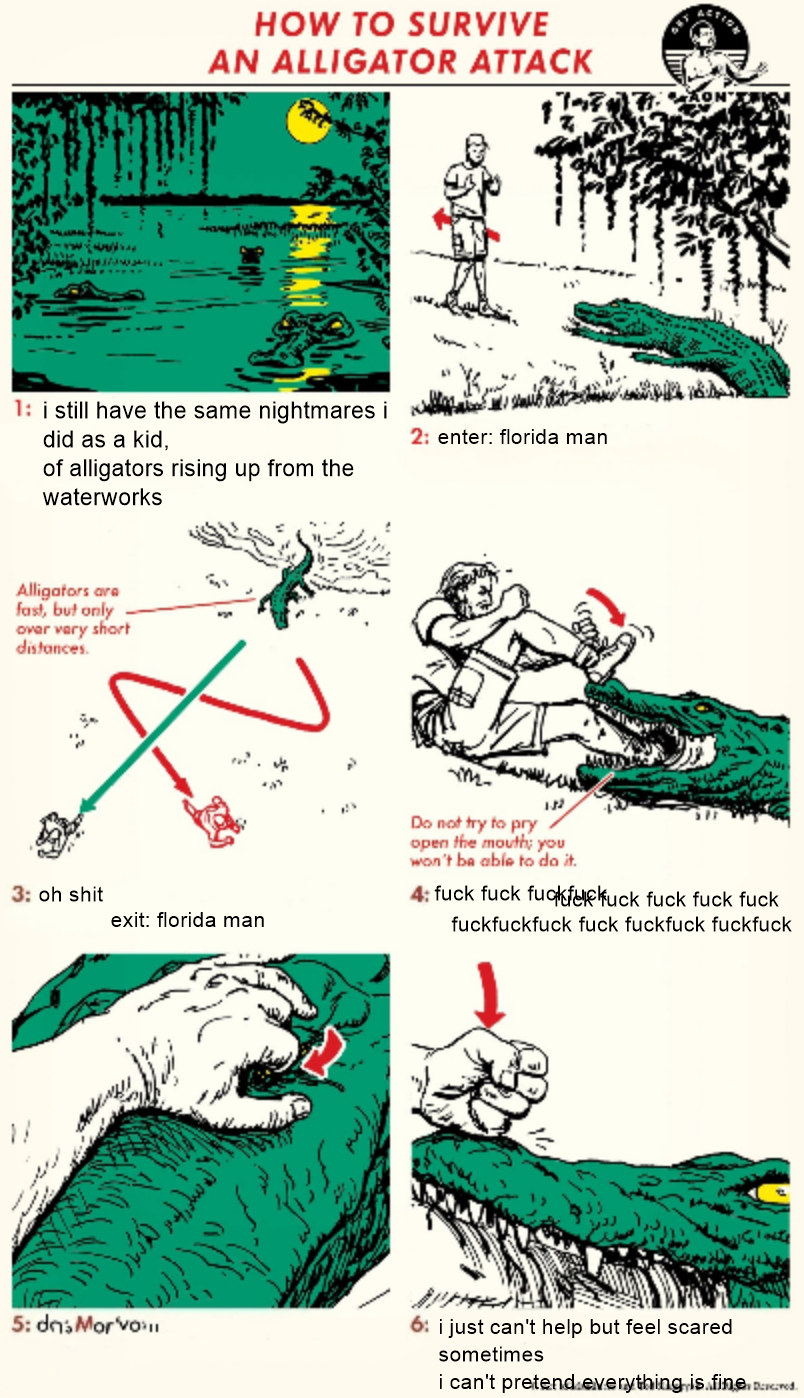 HOW TO SURVIVE
AN ALLIGATOR ATTACK
GET ACTION
1: i still have the same nightmares i
did as a kid,
of alligators rising up from the
waterworks
2: enter: florida man
Alligators are
fast, but only
over very short
distances.
3: oh shit
exit: florida man
Do not try to pry
open the mouth; you
won't be able to do it.
4: fuck fuck fuckfuck fuck fuck fuck fuck fuck
fuckfuckfuck fuck fuckfuck fuckfuck
5:
6: i just can't help but feel scared
sometimes
i can't pretend everything is fine